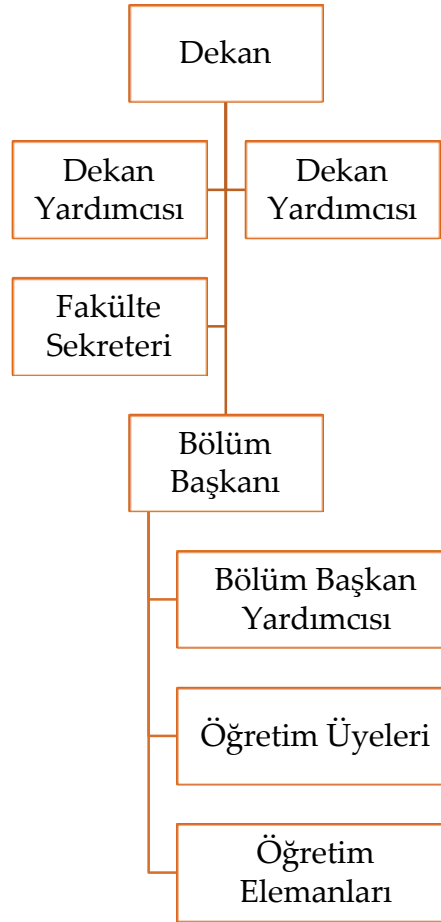 Dekan
Dekan
Yardımcısı
Dekan
Yardımcısı
Fakülte
Sekreteri
Bölüm
Başkanı
Bölüm Başkan
Yardımcısı
Öğretim Üyeleri
Öğretim
Elemanları